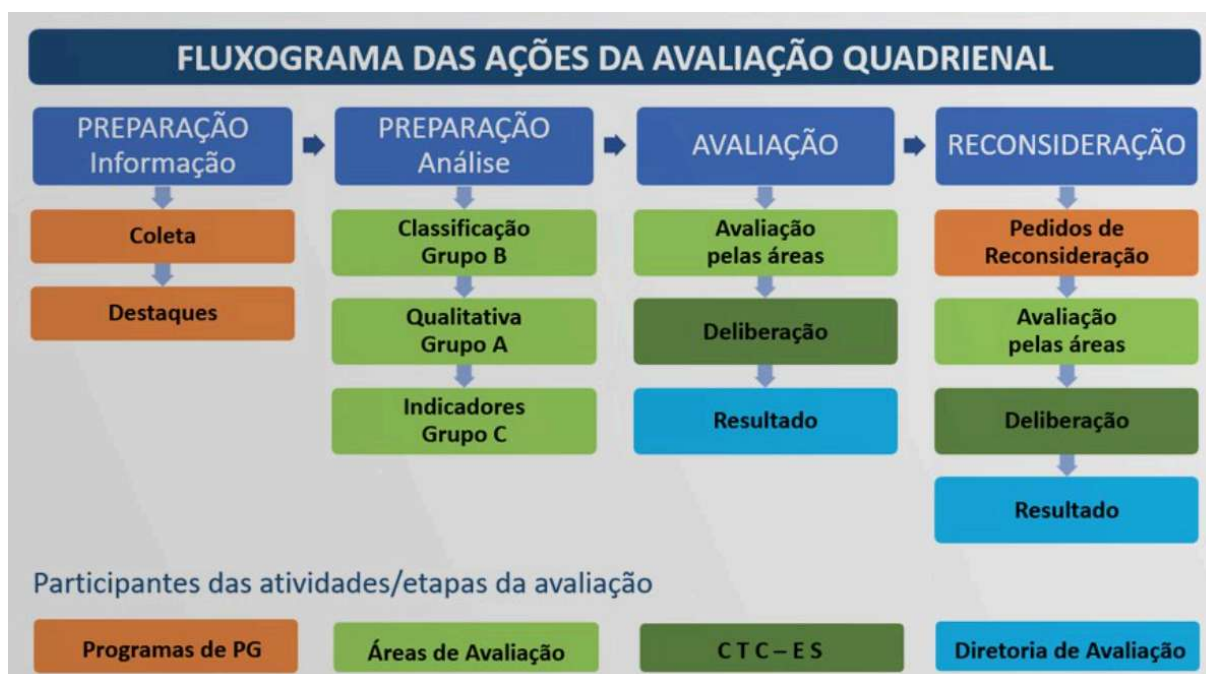 FLUXOGRAMA DAS AÇÕES DA AVALIAÇÃO QUADRIENAL
PREPARAÇÃO
Informação
PREPARAÇÃO
Análise
AVALIAÇÃO
RECONSIDERAÇÃO
Coleta
Classificação
Grupo B
Avaliação
pelas áreas
Pedidos de
Reconsideração
Destaques
Qualitativa
Grupo A
Deliberação
Avaliação
pelas áreas
Indicadores
Grupo C
Resultado
Deliberação
Resultado
Participantes das atividades/etapas da avaliação
Programas de PG
Áreas de Avaliação
C T C – E S
Diretoria de Avaliação